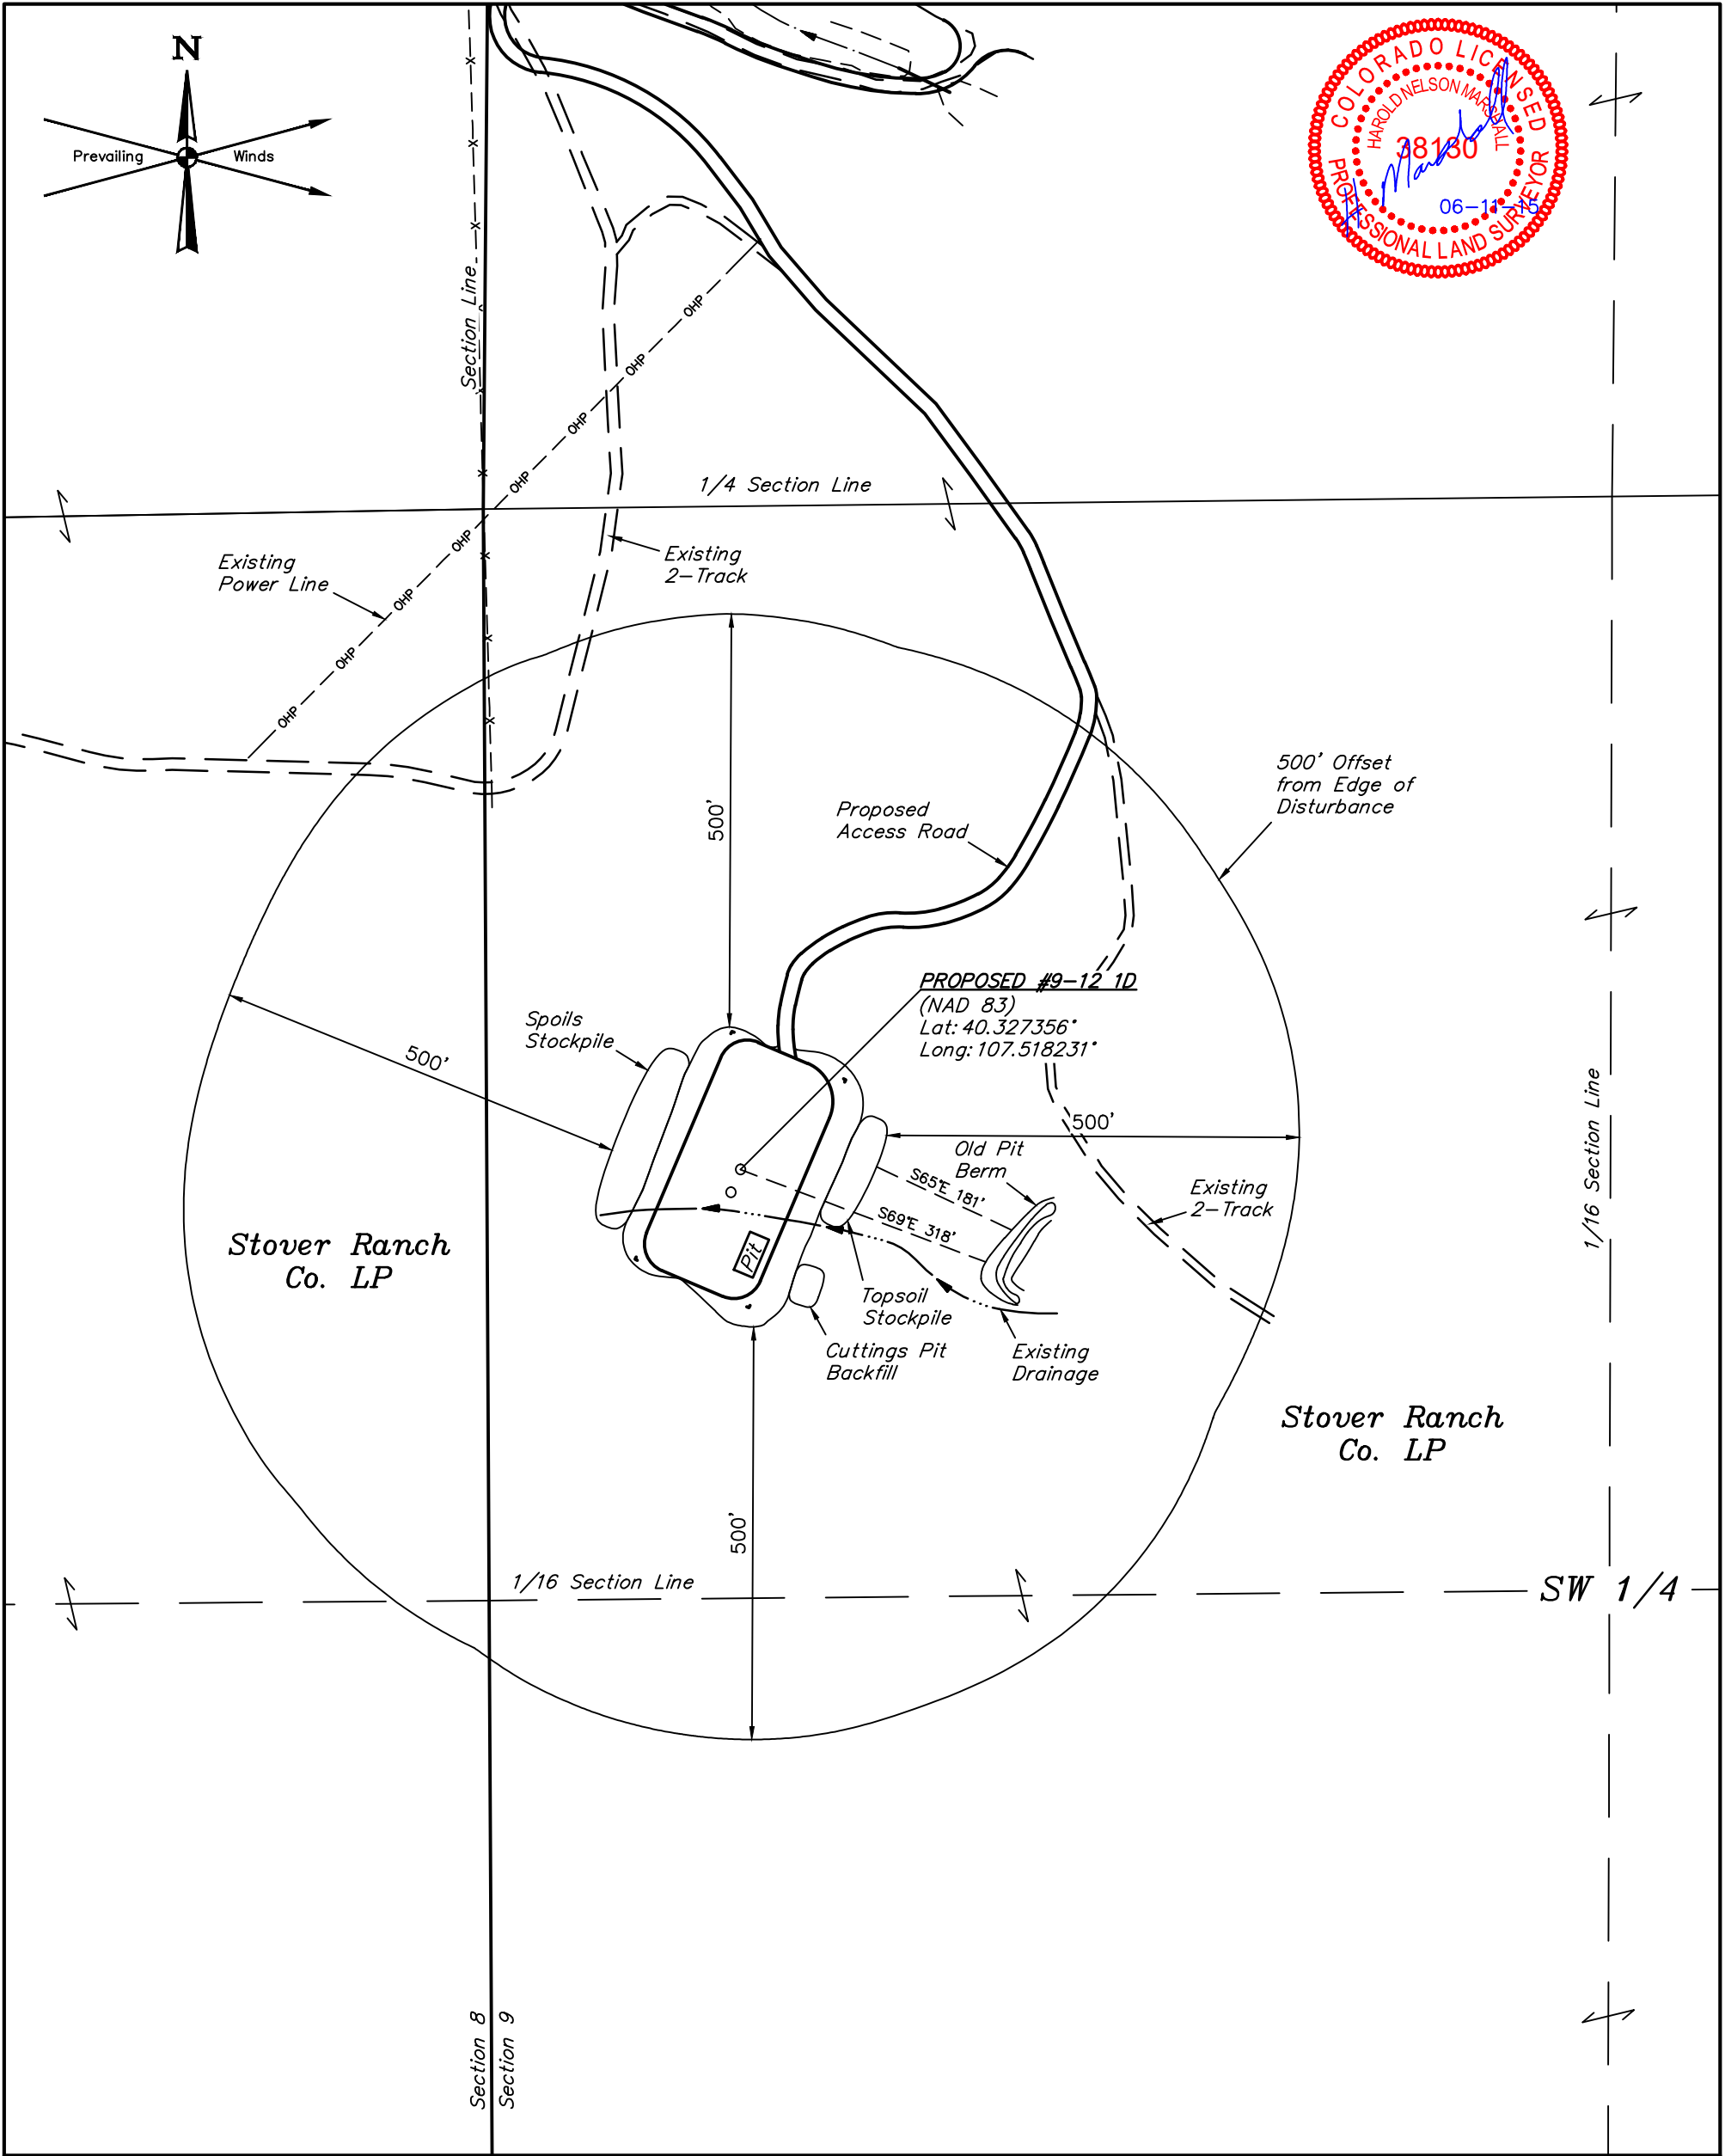 N
Prevailing
Winds
COLORADO LICENSED
HAROLD NELSON MARSHALL
38130
06-11-15
PROFESSIONAL LAND SURVEYOR
Section Line
OHP
OHP
OHP
OHP
OHP
OHP
OHP
OHP
1/4 Section Line
Existing
Power Line
Existing
2-Track
500' Offset
from Edge of
Disturbance
500'
Proposed
Access Road
PROPOSED #9-12 1D
(NAD 83)
Lat: 40.327356°
Long: 107.518231°
Spoils
Stockpile
500'
500'
Old Pit
Berm
S65°E 181'
S69°E 318'
Existing
2-Track
1/16 Section Line
Stover Ranch
Co. LP
Pit
Topsoil
Stockpile
Cuttings Pit
Backfill
Existing
Drainage
Stover Ranch
Co. LP
500'
1/16 Section Line
SW 1/4
Section 8
Section 9